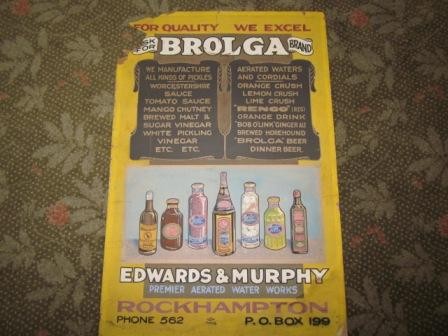 FOR QUALITY WE EXCEL
ASK FOR BROLGA BRAND
WE MANUFACTURE
ALL KINDS OF PICKLES
WORCESTERSHIRE
SAUCE
TOMATO SAUCE
MANGO CHUTNEY
BREWED MALT &
SUGAR VINEGAR
WHITE PICKLING
VINEGAR
ETC. ETC.
AERATED WATERS
AND CORDIALS
ORANGE CRUSH
LEMON CRUSH
LIME CRUSH
"RENGO" (REG)
ORANGE DRINK
"BOB O'LINK" GINGER ALE
BREWED HOREHOUND
"BROLGA" BEER
DINNER BEER.
EDWARDS & MURPHY
PREMIER AERATED WATER WORKS
ROCKHAMPTON
PHONE 562 P.O. BOX 199